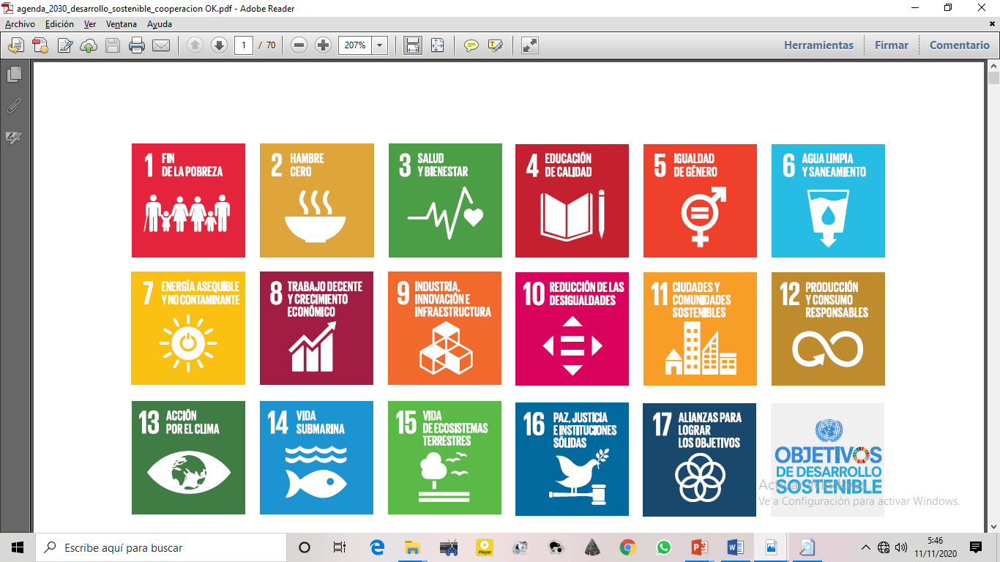 agenda_2030_desarrollo_sostenible_cooperacion OK.pdf - Adobe Reader
Archivo Edición Ver Ventana Ayuda
1 / 70 207% Herramientas Firmar Comentario
1 FIN
DE LA POBREZA
2 HAMBRE
CERO
3 SALUD
Y BIENESTAR
4 EDUCACIÓN
DE CALIDAD
5 IGUALDAD
DE GÉNERO
6 AGUA LIMPIA
Y SANEAMIENTO
7 ENERGÍA ASEQUIBLE
Y NO CONTAMINANTE
8 TRABAJO DECENTE
Y CRECIMIENTO
ECONÓMICO
9 INDUSTRIA,
INNOVACIÓN E
INFRAESTRUCTURA
10 REDUCCIÓN DE LAS
DESIGUALDADES
11 CIUDADES Y
COMUNIDADES
SOSTENIBLES
12 PRODUCCIÓN
Y CONSUMO
RESPONSABLES
13 ACCIÓN
POR EL CLIMA
14 VIDA
SUBMARINA
15 VIDA
DE ECOSISTEMAS
TERRESTRES
16 PAZ, JUSTICIA
E INSTITUCIONES
SÓLIDAS
17 ALIANZAS PARA
LOGRAR
LOS OBJETIVOS
OBJETIVOS
DE DESARROLLO
SOSTENIBLE
Activar Windows
Ve a Configuración para activar Windows.
Escribe aquí para buscar
Player
5:46
11/11/2020